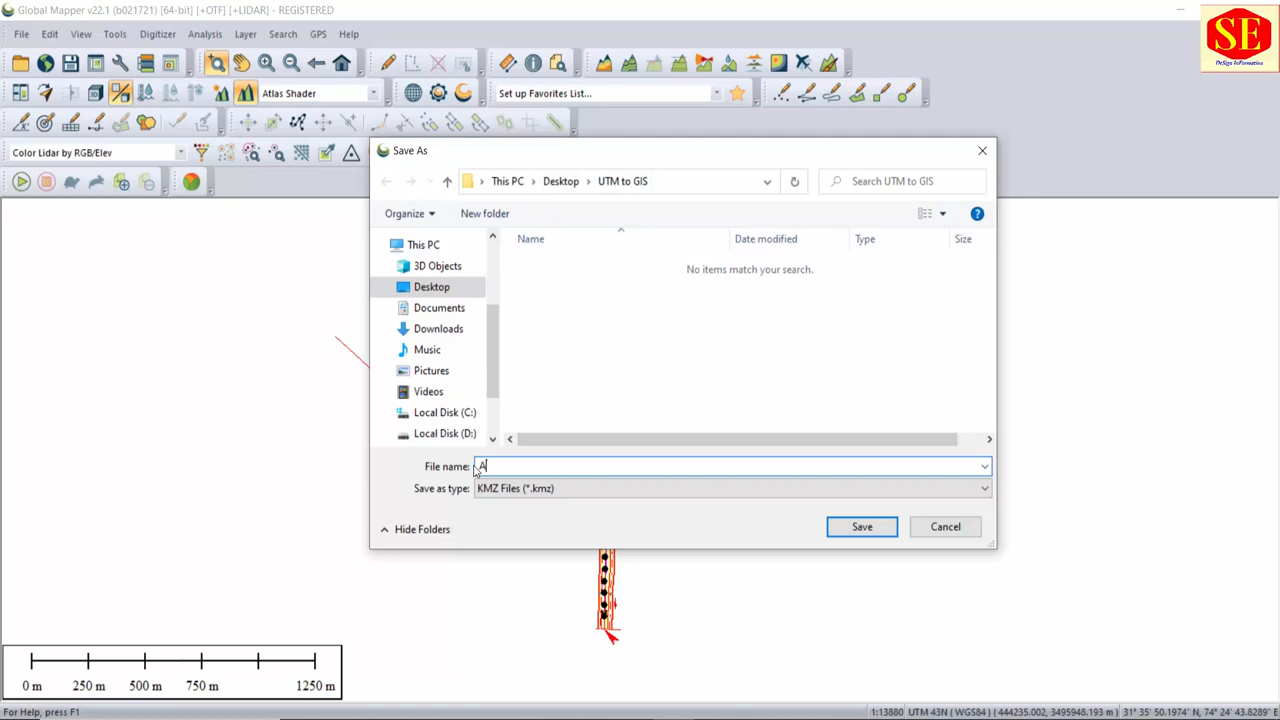 Global Mapper v22.1 (b021721) [64-bit] [+OTF] [+LIDAR] - REGISTERED
File Edit View Tools Digitizer Analysis Layer Search GPS Help
SE
Atlas Shader
Set up Favorites List...
Color Lidar by RGB/Elev
Save As
This PC > Desktop > UTM to GIS
Search UTM to GIS
Organize
New folder
Name
Date modified
Type
Size
No items match your search.
This PC
3D Objects
Desktop
Documents
Downloads
Music
Pictures
Videos
Local Disk (C:)
Local Disk (D:)
File name: A
Save as type: KMZ Files (*.kmz)
Hide Folders
Save
Cancel
0 m 250 m 500 m 750 m 1250 m
For Help, press F1
1:13880 UTM 43N ( WGS84 ) ( 444235.002, 3495948.193 m ) 31° 35' 50.1974" N, 74° 24' 43.8289" E